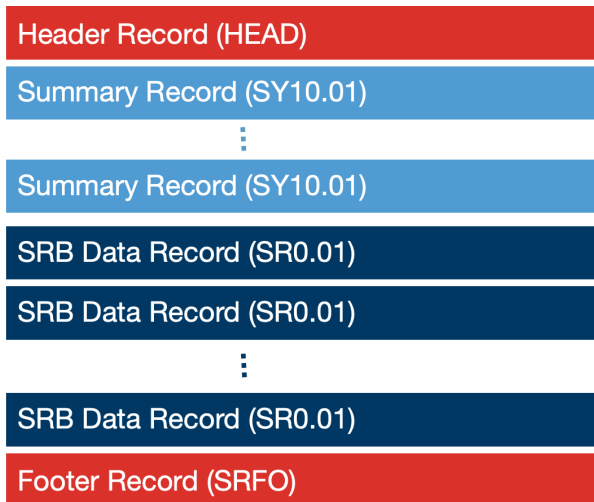 Header Record (HEAD)
Summary Record (SY10.01)
Summary Record (SY10.01)
SRB Data Record (SR0.01)
SRB Data Record (SR0.01)
SRB Data Record (SR0.01)
Footer Record (SRFO)